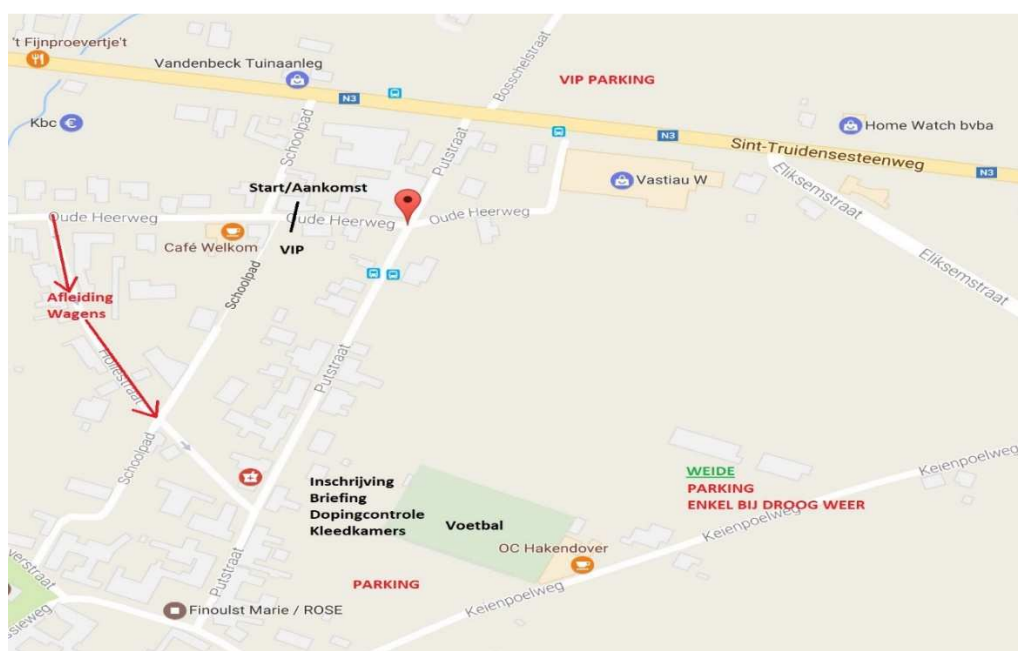 't Fijnproevertje't
Vandenbeck Tuinaanleg
Bosschelstraat
VIP PARKING
N3
Kbc
Schoolpad
Putstraat
N3
Home Watch bvba
Sint-Truidensesteenweg
N3
Start/Aankomst
Vastiau W
Eliksemstraat
Oude Heerweg
Oude Heerweg
Oude Heerweg
Café Welkom
VIP
Schoolpad
Eliksemstraat
Afleiding
Wagens
Putstraat
Hollestraat
Schoolpad
Inschrijving
Briefing
Dopingcontrole
Kleedkamers
Voetbal
WEIDE
PARKING
ENKEL BIJ DROOG WEER
Keienpoelweg
Keienpoelweg
OC Hakendover
Putstraat
PARKING
Keienpoelweg
Finoulst Marie / ROSE